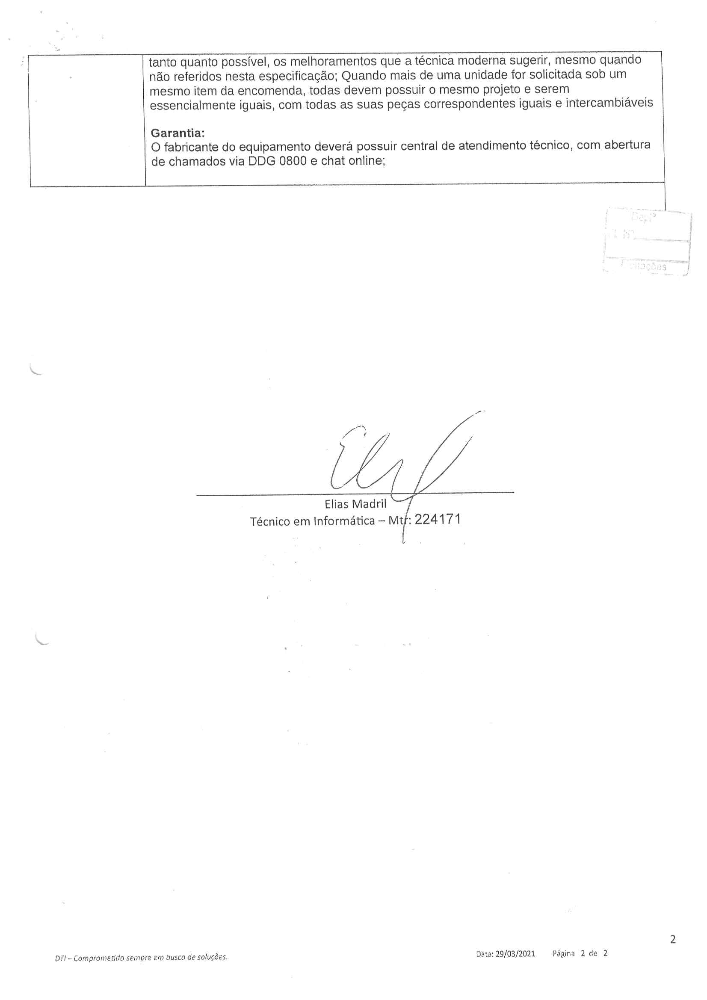 tanto quanto possível, os melhoramentos que a técnica moderna sugerir, mesmo quando
não referidos nesta especificação; Quando mais de uma unidade for solicitada sob um
mesmo item da encomenda, todas devem possuir o mesmo projeto e serem
essencialmente iguais, com todas as suas peças correspondentes iguais e intercambiáveis
Garantia:
O fabricante do equipamento deverá possuir central de atendimento técnico, com abertura
de chamados via DDG 0800 e chat online;
Nº
Elias Madril
Técnico em Informática – Mtr: 224171
2
DTI – Comprometido sempre em busca de soluções.
Data: 29/03/2021 Página 2 de 2